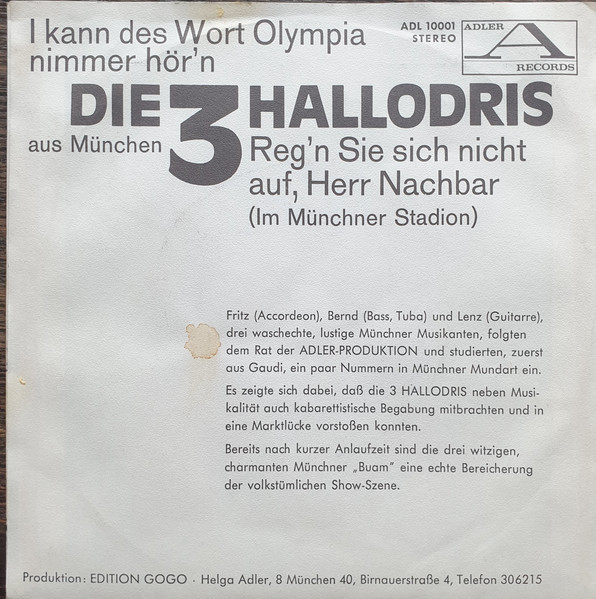 I kann des Wort Olympia
nimmer hör'n
ADL 10001
STEREO
ADLER
A
RECORDS
DIE 3 HALLODRIS
aus München
Reg'n Sie sich nicht
auf, Herr Nachbar
(Im Münchner Stadion)
Fritz (Accordeon), Bernd (Bass, Tuba) und Lenz (Guitarre),
drei waschechte, lustige Münchner Musikanten, folgten
dem Rat der ADLER-PRODUKTION und studierten, zuerst
aus Gaudi, ein paar Nummern in Münchner Mundart ein.
Es zeigte sich dabei, daß die 3 HALLODRIS neben Musi-
kalität auch kabarettistische Begabung mitbrachten und in
eine Marktlücke vorstoßen konnten.
Bereits nach kurzer Anlaufzeit sind die drei witzigen,
charmanten Münchner „Buam" eine echte Bereicherung
der volkstümlichen Show-Szene.
Produktion: EDITION GOGO · Helga Adler, 8 München 40, Birnauerstraße 4, Telefon 306215